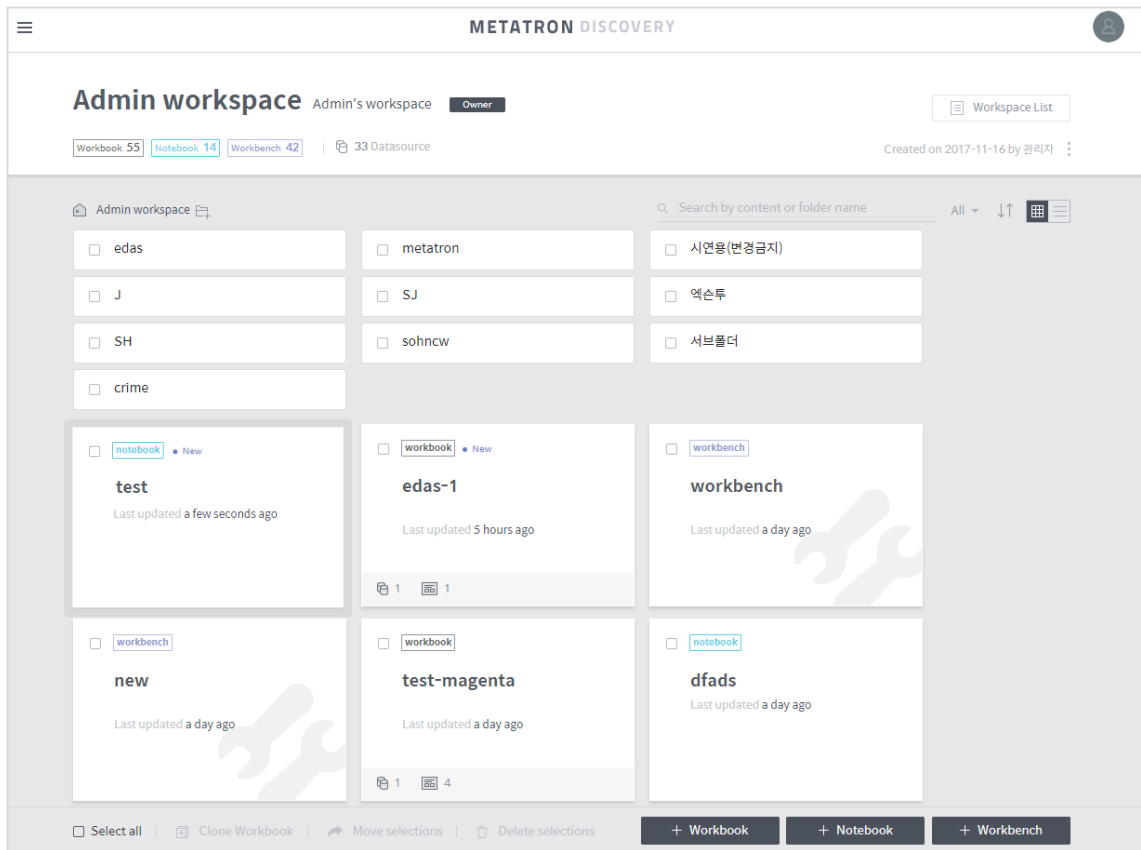 METATRON DISCOVERY
Admin workspace Admin's workspace Owner
Workspace List
Workbook 55 Notebook 14 Workbench 42 33 Datasource
Created on 2017-11-16 by 관리자
Admin workspace
Search by content or folder name
All
edas metatron 시연용(변경금지)
J SJ 엑슨투
SH sohncw 서브폴더
crime
notebook New
test
Last updated a few seconds ago
workbook New
edas-1
Last updated 5 hours ago
1 1
workbench
workbench
Last updated a day ago
workbench
new
Last updated a day ago
workbook
test-magenta
Last updated a day ago
1 4
notebook
dfads
Last updated a day ago
Select all Clone Workbook Move selections Delete selections + Workbook + Notebook + Workbench